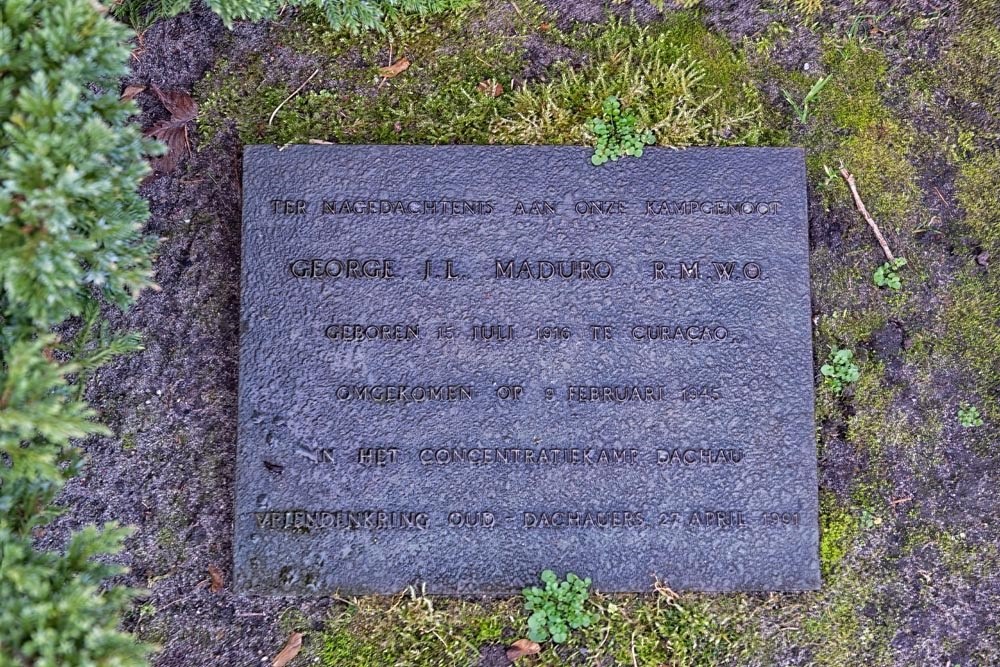 TER NAGEDACHTENIS AAN ONZE KAMPGENOOT
GEORGE J.L. MADURO R.M.W.O.
GEBOREN 15 JULI 1916 TE CURAÇAO,
OMGEKOMEN OP 9 FEBRUARI 1945
IN HET CONCENTRATIEKAMP DACHAU
VRIENDENKRING OUD - DACHAUERS, 27 APRIL 1991